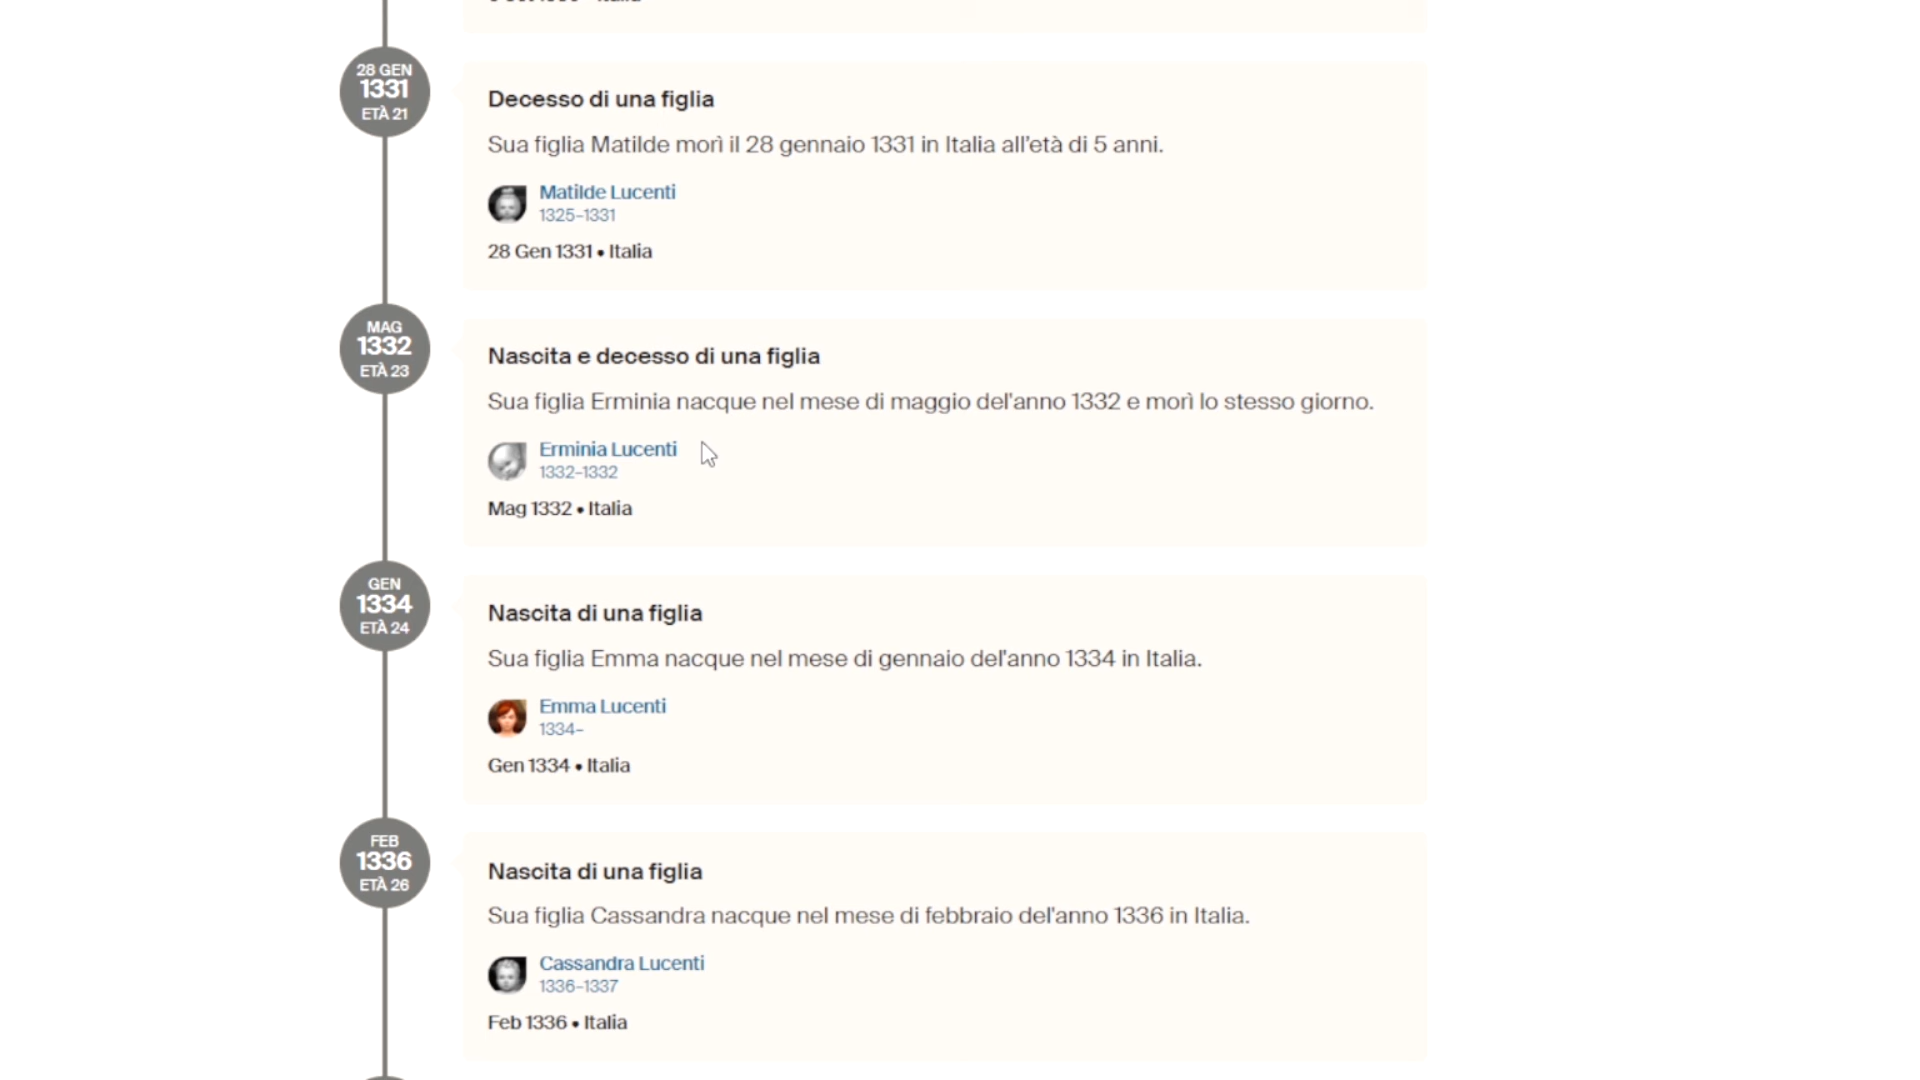 28 GEN
1331
ETÀ 21
Decesso di una figlia
Sua figlia Matilde morì il 28 gennaio 1331 in Italia all'età di 5 anni.
Matilde Lucenti
1325–1331
28 Gen 1331 • Italia
MAG
1332
ETÀ 23
Nascita e decesso di una figlia
Sua figlia Erminia nacque nel mese di maggio del'anno 1332 e morì lo stesso giorno.
Erminia Lucenti
1332–1332
Mag 1332 • Italia
GEN
1334
ETÀ 24
Nascita di una figlia
Sua figlia Emma nacque nel mese di gennaio del'anno 1334 in Italia.
Emma Lucenti
1334–
Gen 1334 • Italia
FEB
1336
ETÀ 26
Nascita di una figlia
Sua figlia Cassandra nacque nel mese di febbraio del'anno 1336 in Italia.
Cassandra Lucenti
1336–1337
Feb 1336 • Italia